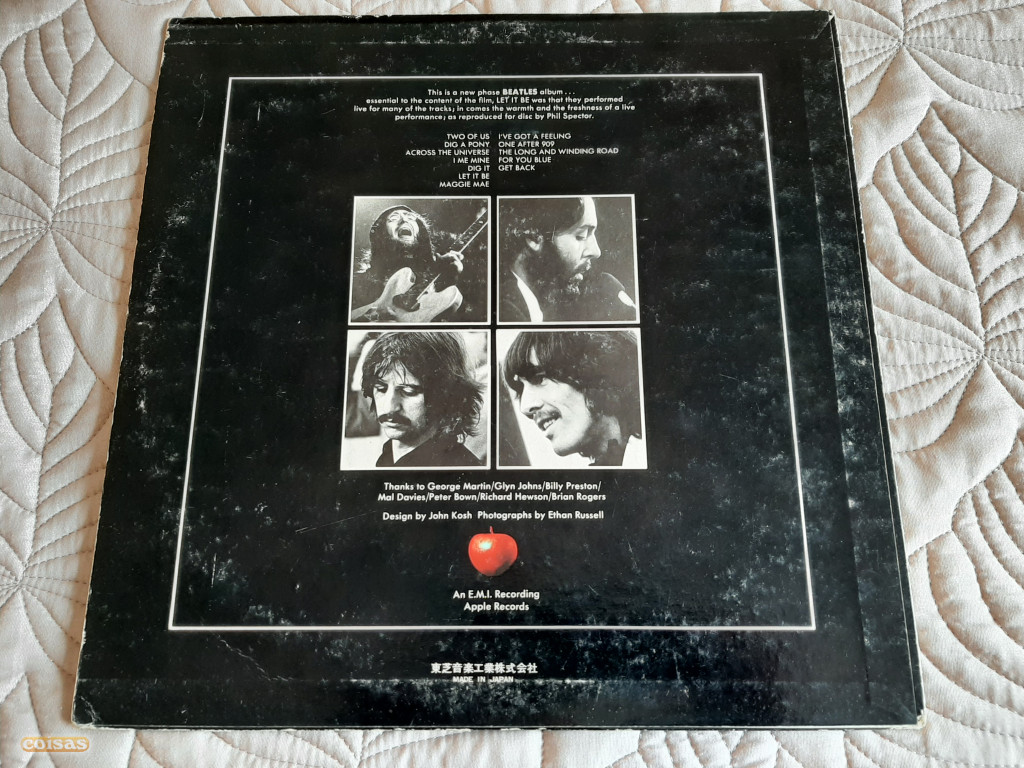 This is a new phase BEATLES album . . .
essential to the content of the film, LET IT BE was that they performed
live for many of the tracks; in comes the warmth and the freshness of a live
performance; as reproduced for disc by Phil Spector.
TWO OF US
DIG A PONY
ACROSS THE UNIVERSE
I ME MINE
DIG IT
LET IT BE
MAGGIE MAE
I'VE GOT A FEELING
ONE AFTER 909
THE LONG AND WINDING ROAD
FOR YOU BLUE
GET BACK
Thanks to George Martin/Glyn Johns/Billy Preston/
Mal Davies/Peter Bown/Richard Hewson/Brian Rogers
Design by John Kosh Photographs by Ethan Russell
An E.M.I. Recording
Apple Records
東芝音楽工業株式会社
MADE IN JAPAN
coisas